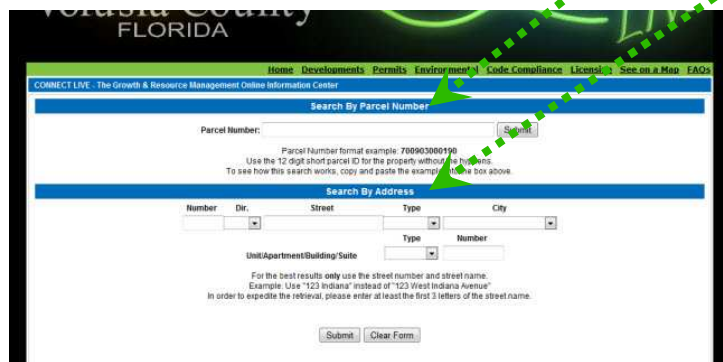 Volusia County
FLORIDA
Home Developments Permits Environmental Code Compliance Licensing See on a Map FAQs
CONNECT LIVE - The Growth & Resource Management Online Information Center
Search By Parcel Number
Parcel Number: Submit
Parcel Number format example: 700903000190
Use the 12 digit short parcel ID for the property without the hyphens.
To see how this search works, copy and paste the example into the box above.
Search By Address
Number Dir. Street Type City
Type Number
Unit/Apartment/Building/Suite
For the best results only use the street number and street name.
Example: Use "123 Indiana" instead of "123 West Indiana Avenue"
In order to expedite the retrieval, please enter at least the first 3 letters of the street name.
Submit Clear Form